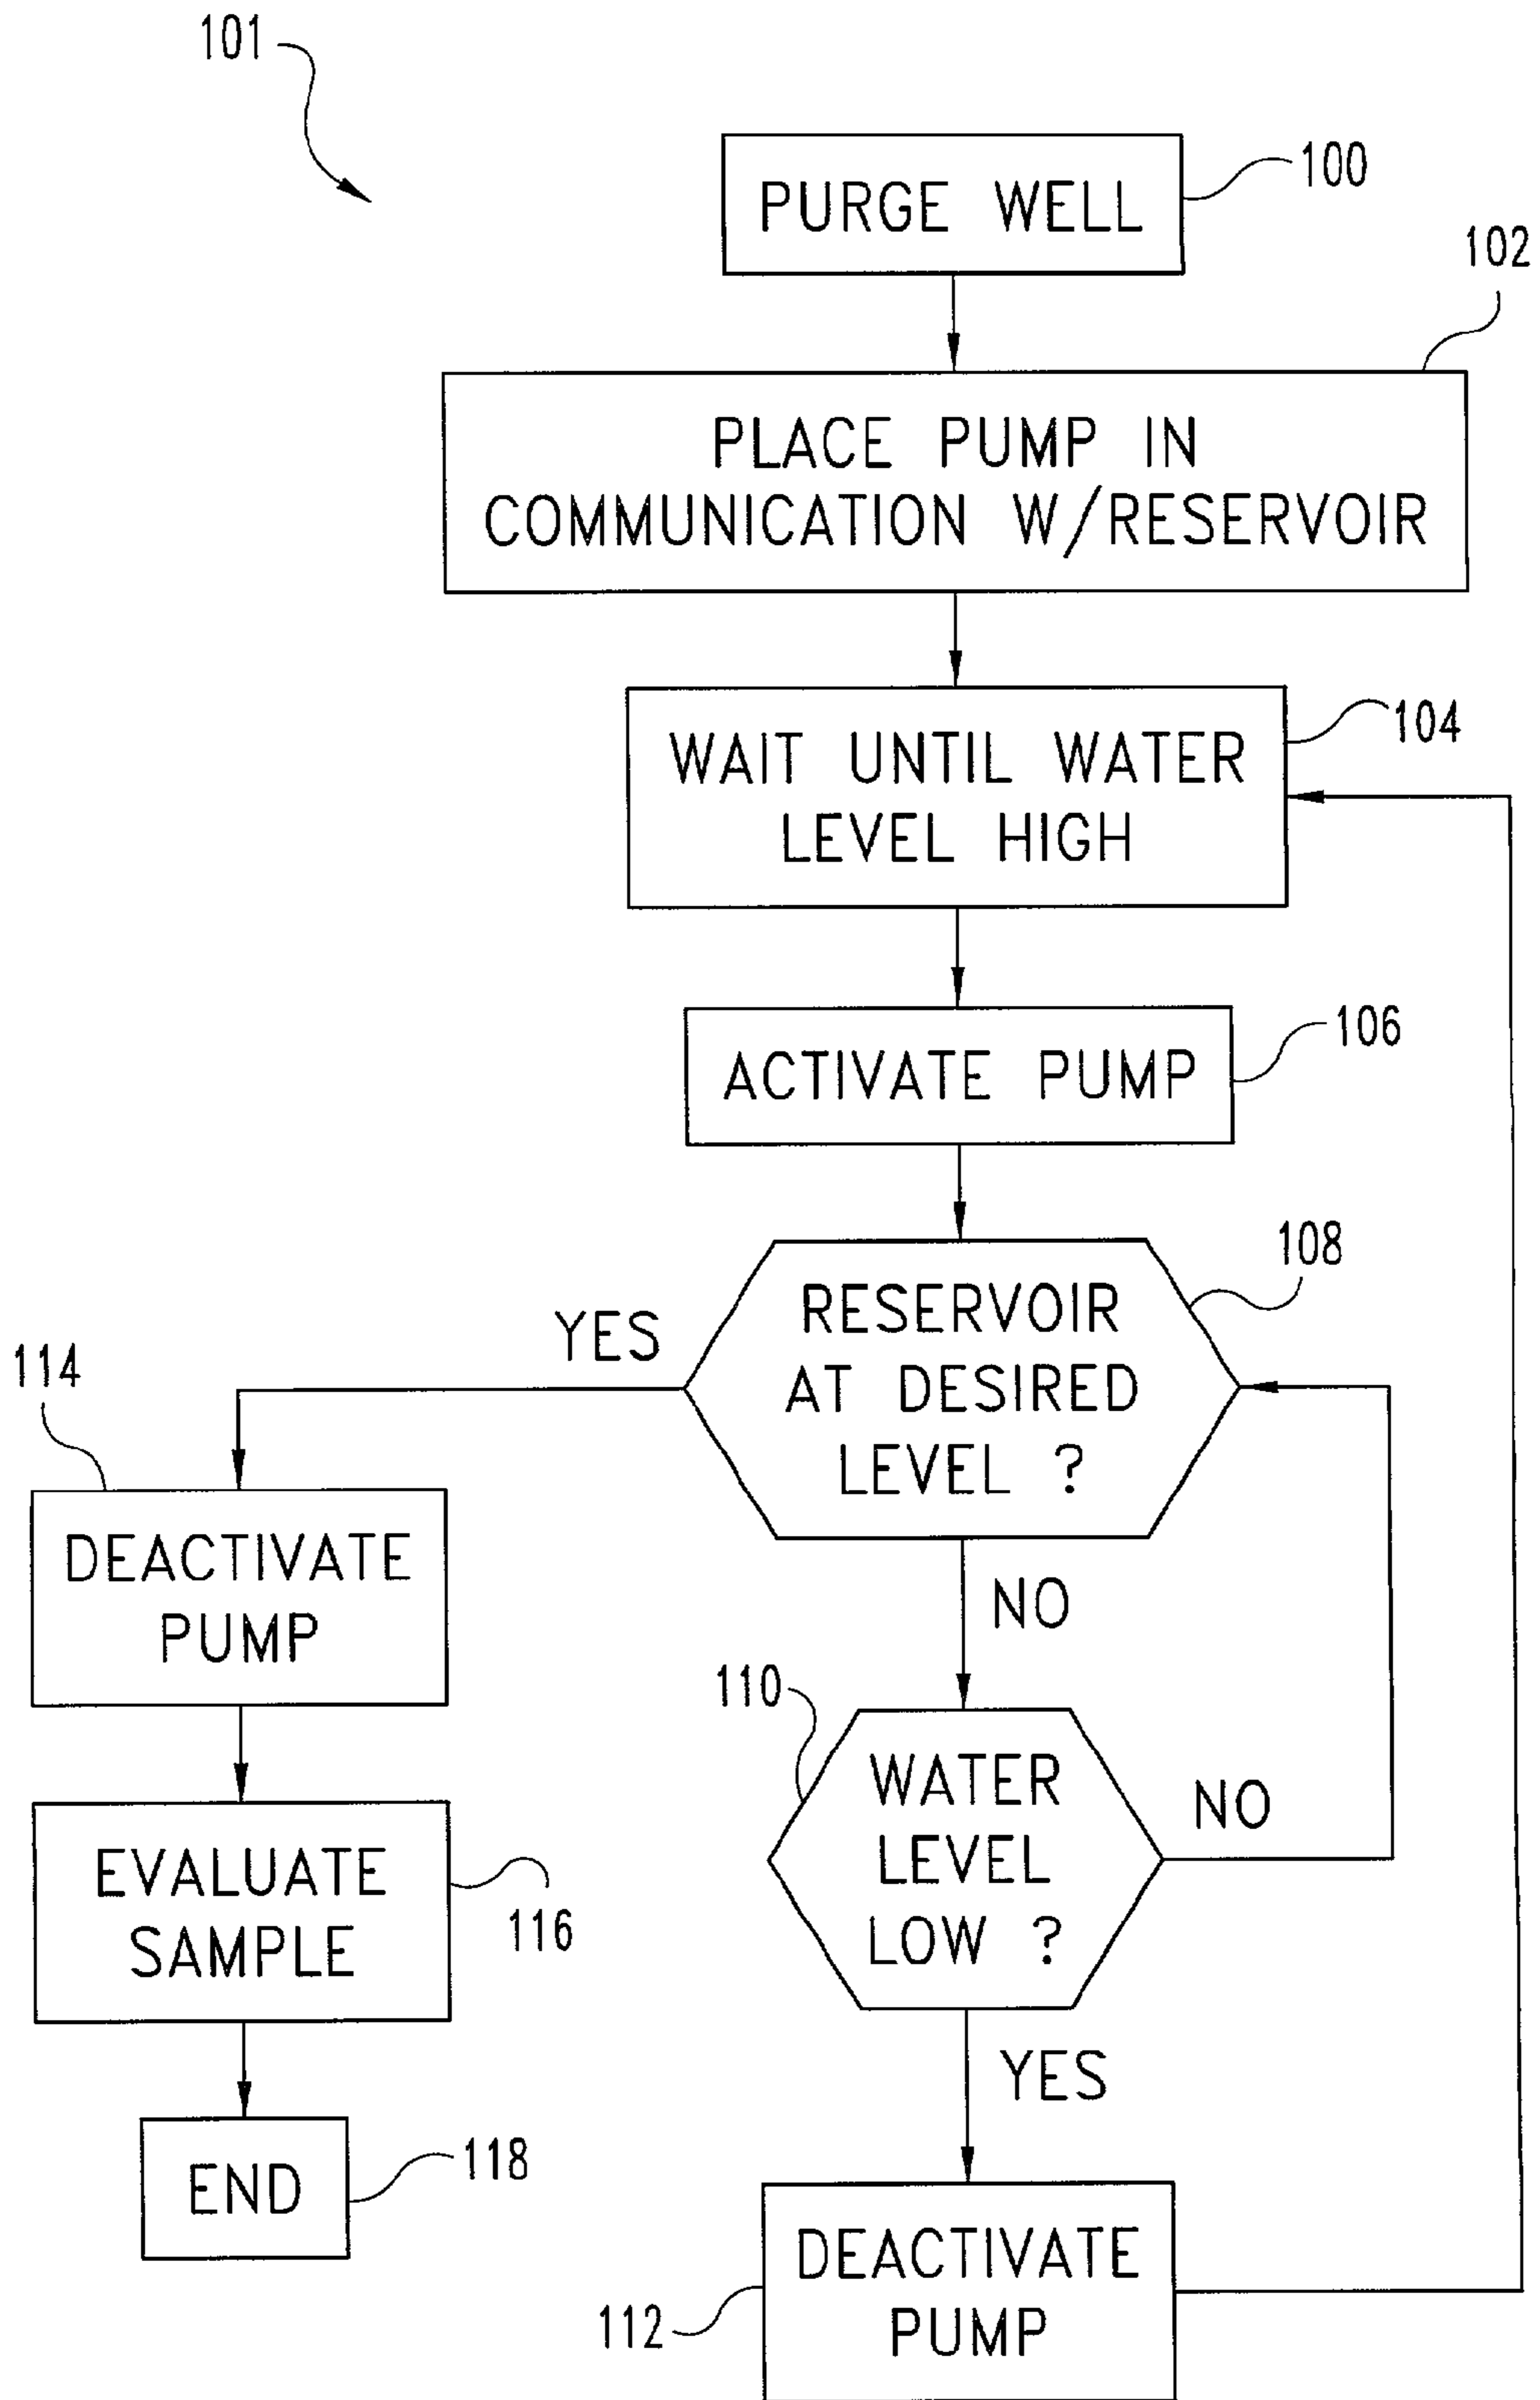 101
PURGE WELL
100
102
PLACE PUMP IN
COMMUNICATION W/RESERVOIR
104
WAIT UNTIL WATER
LEVEL HIGH
106
ACTIVATE PUMP
108
RESERVOIR
AT DESIRED
LEVEL ?
YES
114
DEACTIVATE
PUMP
NO
110
WATER
LEVEL
LOW ?
NO
EVALUATE
SAMPLE
116
YES
END
118
DEACTIVATE
PUMP
112